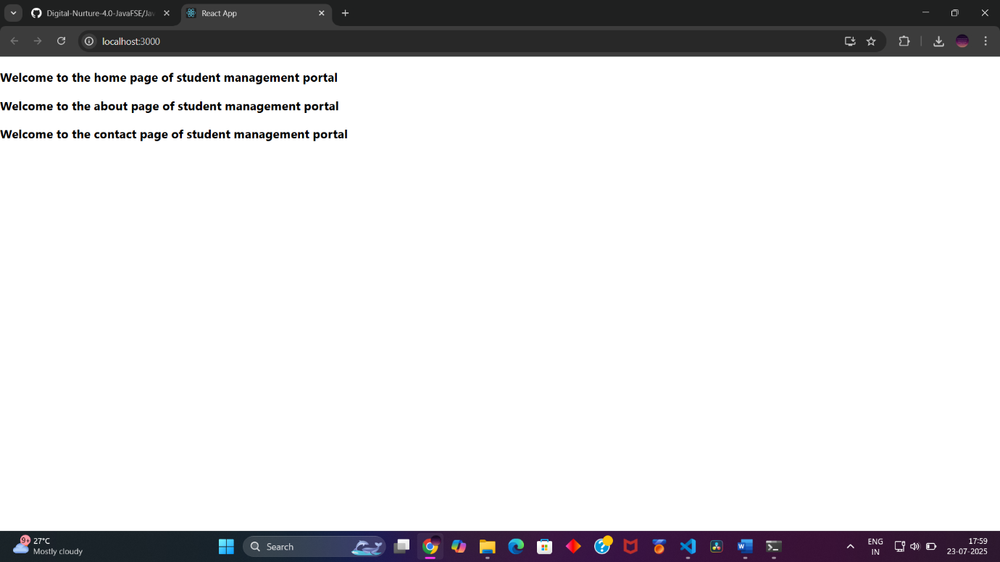 Digital-Nurture-4.0-JavaFSE/Jav
React App
localhost:3000
Welcome to the home page of student management portal
Welcome to the about page of student management portal
Welcome to the contact page of student management portal
9+
27°C
Mostly cloudy
Search
ENG
IN
17:59
23-07-2025